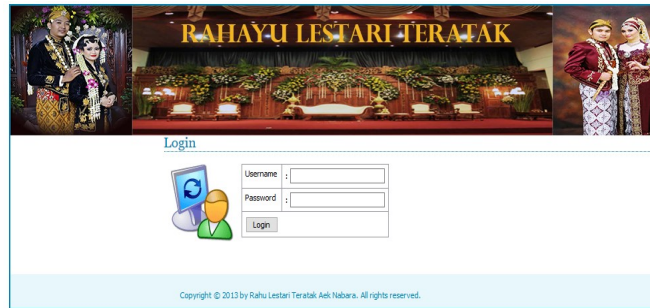 RAHAYU LESTARI TERATAK
Login
Username :
Password :
Login
Copyright © 2013 by Rahu Lestari Teratak Aek Nabara. All rights reserved.